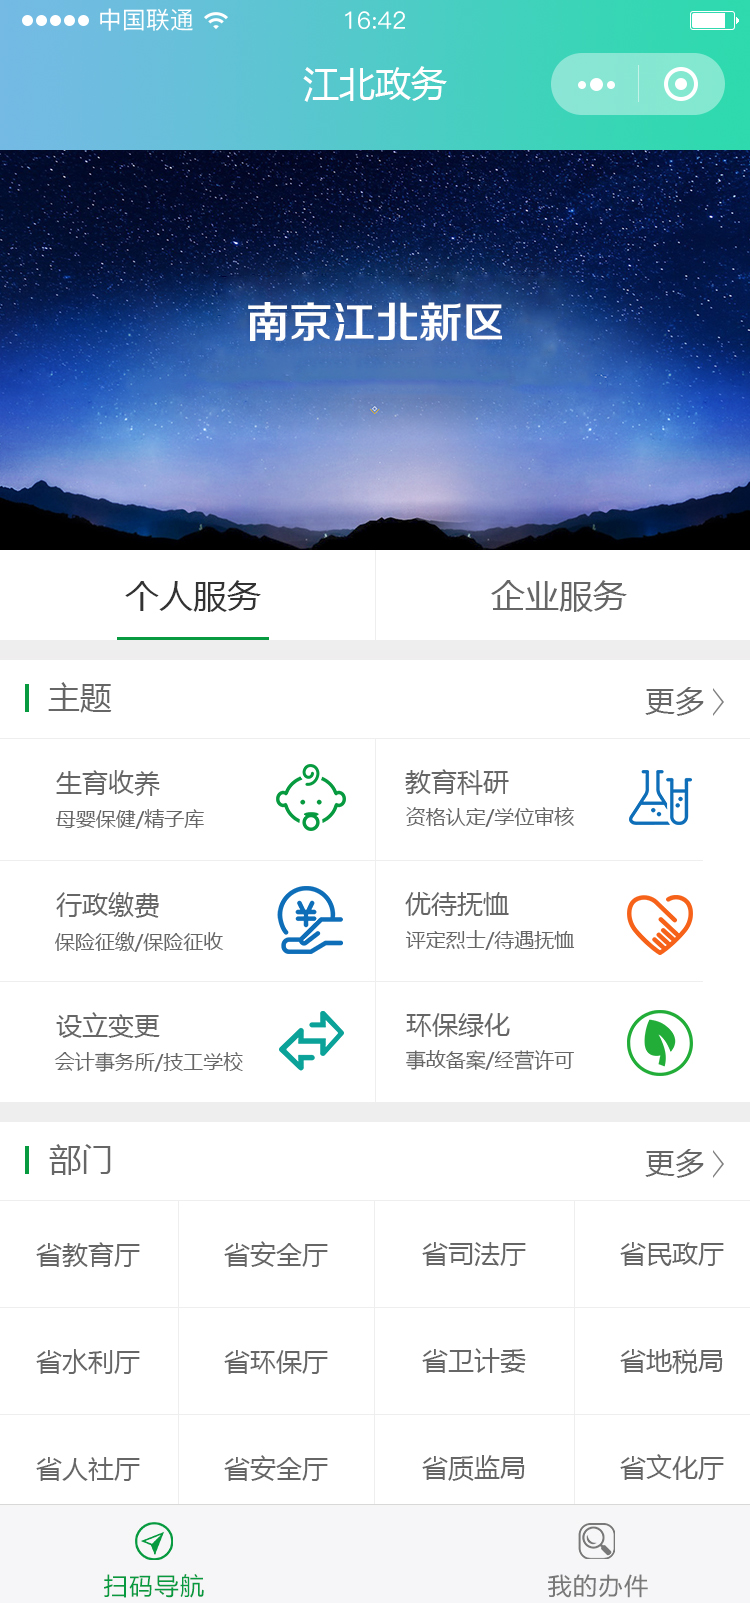 中国联通 16:42
江北政务
南京江北新区
个人服务 企业服务
主题 更多
生育收养 教育科研
母婴保健/精子库 资格认定/学位审核
行政缴费 优待抚恤
保险征缴/保险征收 评定烈士/待遇抚恤
设立变更 环保绿化
会计事务所/技工学校 事故备案/经营许可
部门 更多
省教育厅 省安全厅 省司法厅 省民政厅
省水利厅 省环保厅 省卫计委 省地税局
省人社厅 省安全厅 省质监局 省文化厅
扫码导航 我的办件